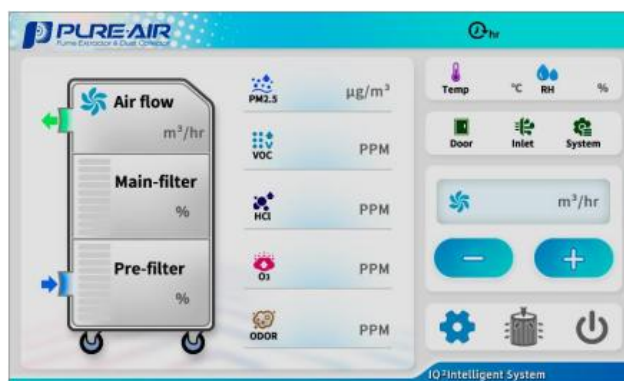 PURE-AIR
Fume Extractor & Dust Collector
hr
Air flow
m³/hr
Main-filter
%
Pre-filter
%
PM2.5
µg/m³
VOC
PPM
HCl
PPM
O₃
PPM
ODOR
PPM
Temp
°C
RH
%
Door
Inlet
System
m³/hr
IQ²Intelligent System